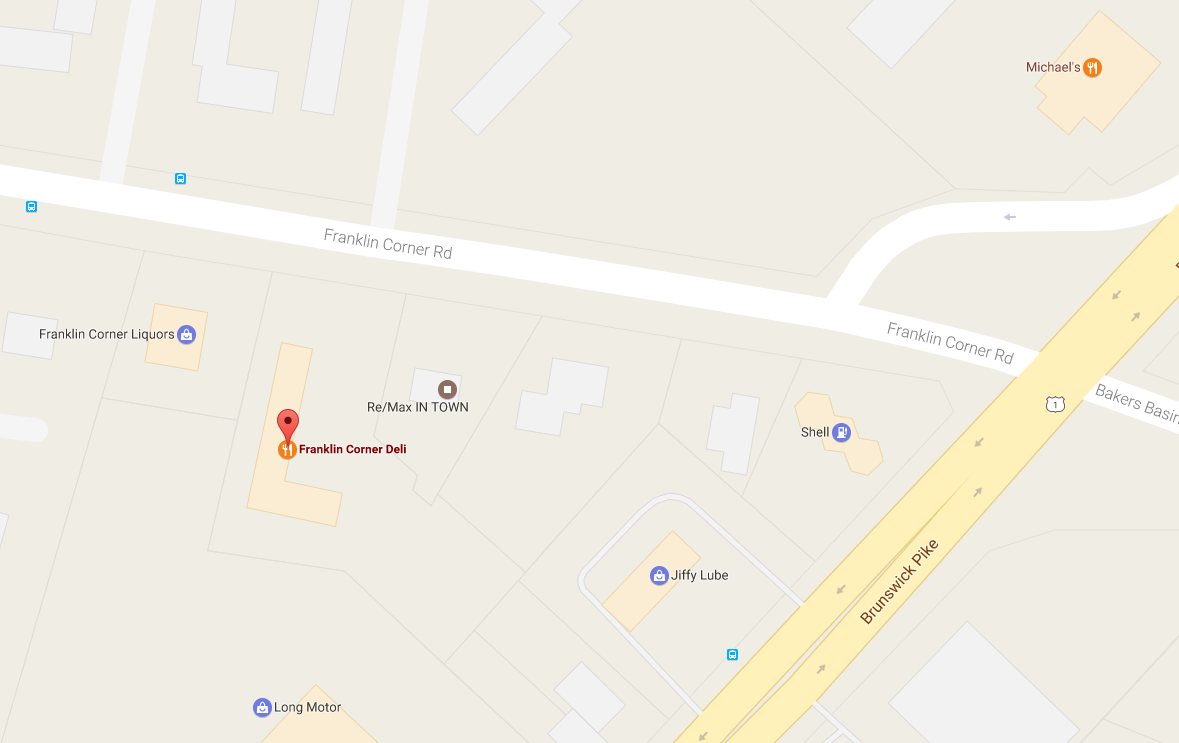 Michael's
Franklin Corner Rd
Franklin Corner Liquors
Franklin Corner Rd
Re/Max IN TOWN
Bakers Basin
1
Shell
Franklin Corner Deli
Jiffy Lube
Brunswick Pike
Long Motor